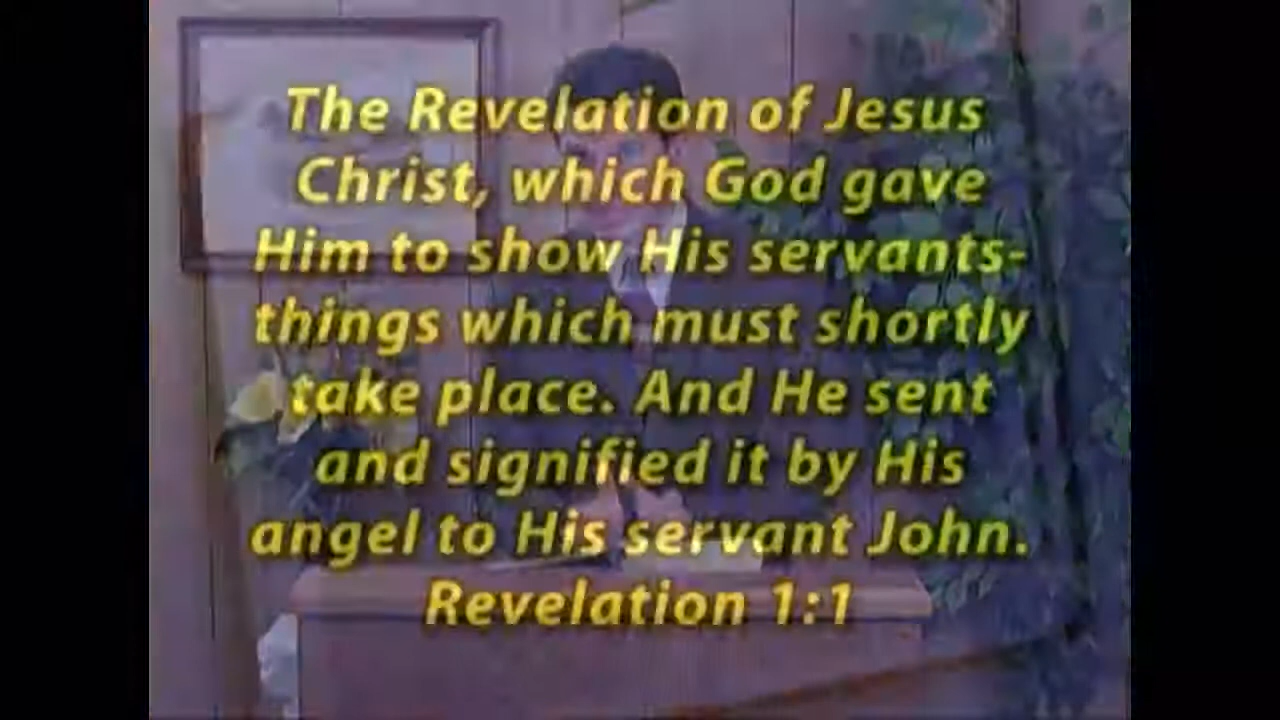 The Revelation of Jesus
Christ, which God gave
Him to show His servants-
things which must shortly
take place. And He sent
and signified it by His
angel to His servant John.
Revelation 1:1